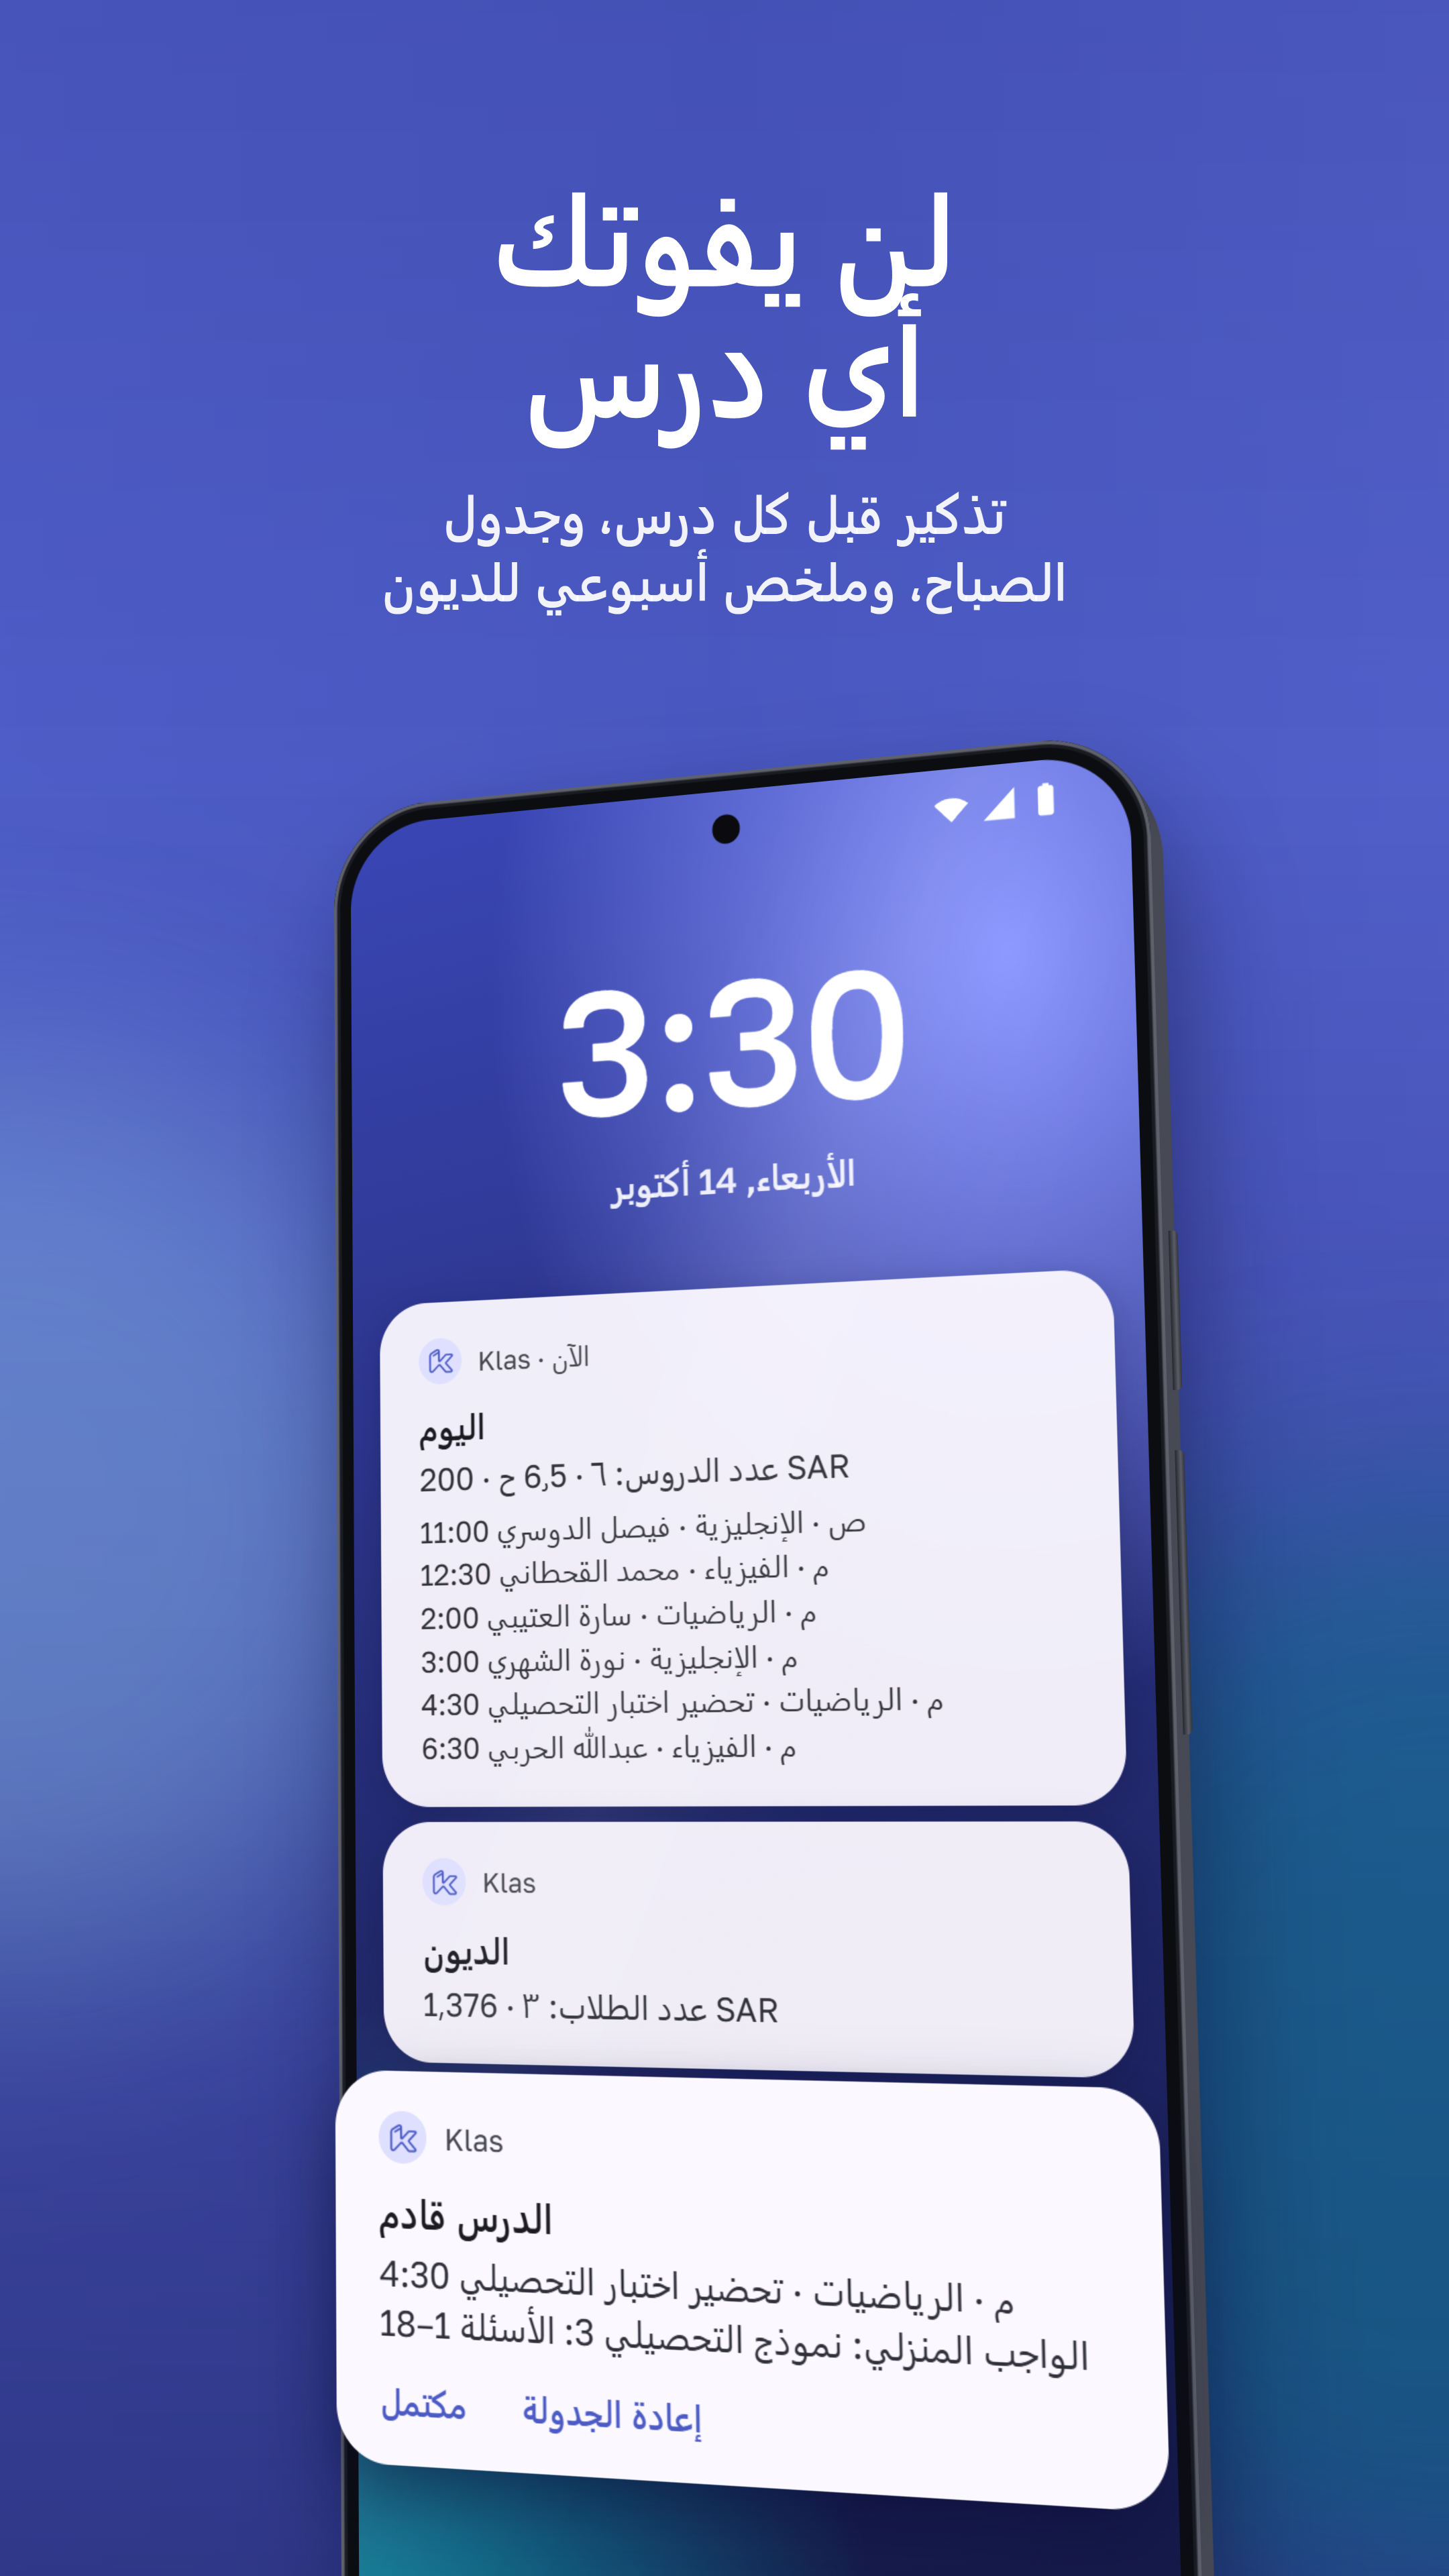 لن يفوتك
أي درس
تذكير قبل كل درس، وجدول
الصباح، وملخص أسبوعي للديون
3:30
الأربعاء, 14 أكتوبر
Klas · الآن
اليوم
200 · ح 6٫5 · ٦ :عدد الدروس SAR
11:00 ص · الإنجليزية · فيصل الدوسري
12:30 م · الفيزياء · محمد القحطاني
2:00 م · الرياضيات · سارة العتيبي
3:00 م · الإنجليزية · نورة الشهري
4:30 م · الرياضيات · تحضير اختبار التحصيلي
6:30 م · الفيزياء · عبدالله الحربي
Klas
الديون
SAR عدد الطلاب: ٣ · 1,376
Klas
الدرس قادم
4:30 م · الرياضيات · تحضير اختبار التحصيلي
الواجب المنزلي: نموذج التحصيلي 3: الأسئلة 1–18
مكتمل
إعادة الجدولة